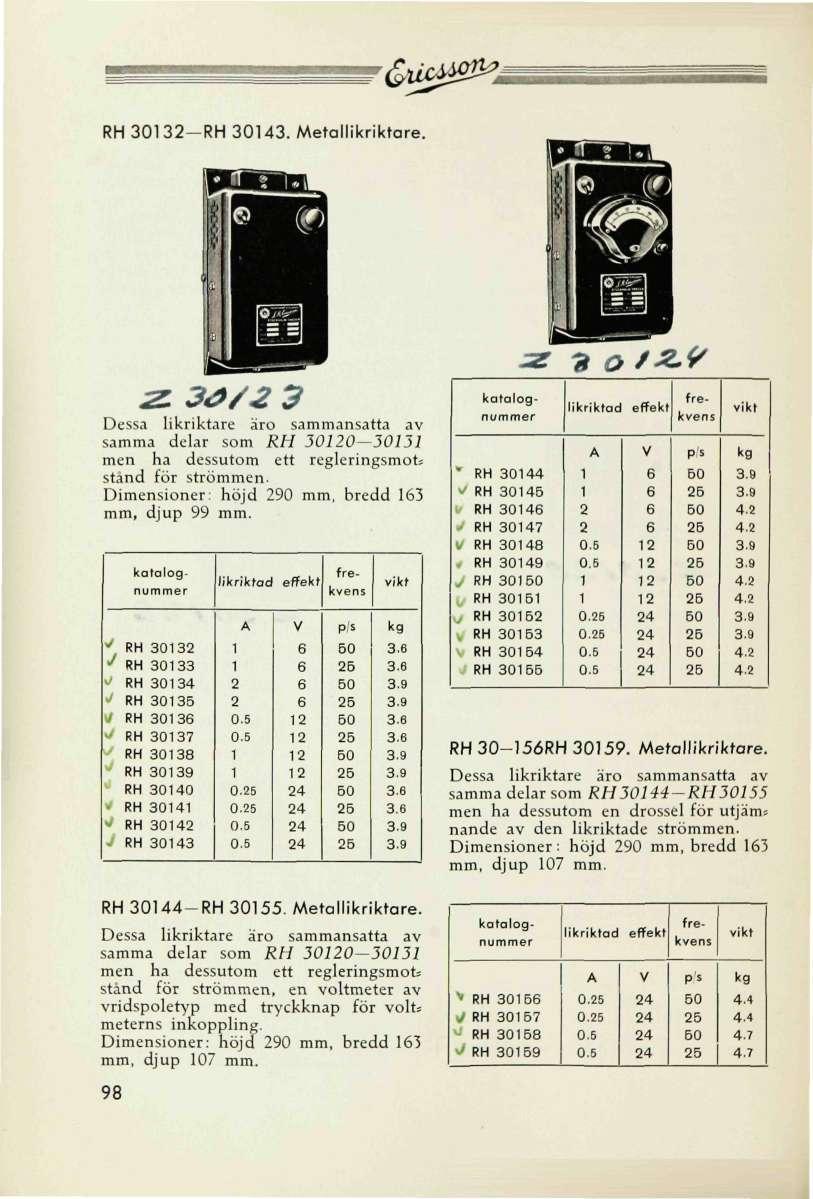 Ericsson
RH 30132—RH 30143. Metallikriktare.
Z 30123
Dessa likriktare äro sammansatta av
samma delar som RH 30120—30131
men ha dessutom ett regleringsmot-
stånd för strömmen.
Dimensioner: höjd 290 mm, bredd 163
mm, djup 99 mm.
katalog-nummer likriktad effekt fre-kvens vikt
A V p/s kg
RH 30132 1 6 50 3.6
RH 30133 1 6 25 3.6
RH 30134 2 6 50 3.9
RH 30135 2 6 25 3.9
RH 30136 0.5 12 50 3.6
RH 30137 0.5 12 25 3.6
RH 30138 1 12 50 3.9
RH 30139 1 12 25 3.9
RH 30140 0.25 24 50 3.6
RH 30141 0.25 24 25 3.6
RH 30142 0.5 24 50 3.9
RH 30143 0.5 24 25 3.9
RH 30144—RH 30155. Metallikriktare.
Dessa likriktare äro sammansatta av
samma delar som RH 30120—30131
men ha dessutom ett regleringsmot-
stånd för strömmen, en voltmeter av
vridspoletyp med tryckknap för volt-
meterns inkoppling.
Dimensioner: höjd 290 mm, bredd 163
mm, djup 107 mm.
98
Z 30124
katalog-nummer likriktad effekt fre-kvens vikt
A V p/s kg
RH 30144 1 6 50 3.9
RH 30145 1 6 25 3.9
RH 30146 2 6 50 4.2
RH 30147 2 6 25 4.2
RH 30148 0.5 12 50 3.9
RH 30149 0.5 12 25 3.9
RH 30150 1 12 50 4.2
RH 30151 1 12 25 4.2
RH 30152 0.25 24 50 3.9
RH 30153 0.25 24 25 3.9
RH 30154 0.5 24 50 4.2
RH 30155 0.5 24 25 4.2
RH 30—156RH 30159. Metallikriktare.
Dessa likriktare äro sammansatta av
samma delar som RH 30144—RH 30155
men ha dessutom en drossel för utjäm-
nande av den likriktade strömmen.
Dimensioner: höjd 290 mm, bredd 163
mm, djup 107 mm.
katalog-nummer likriktad effekt fre-kvens vikt
A V p/s kg
RH 30156 0.25 24 50 4.4
RH 30157 0.25 24 25 4.4
RH 30158 0.5 24 50 4.7
RH 30159 0.5 24 25 4.7